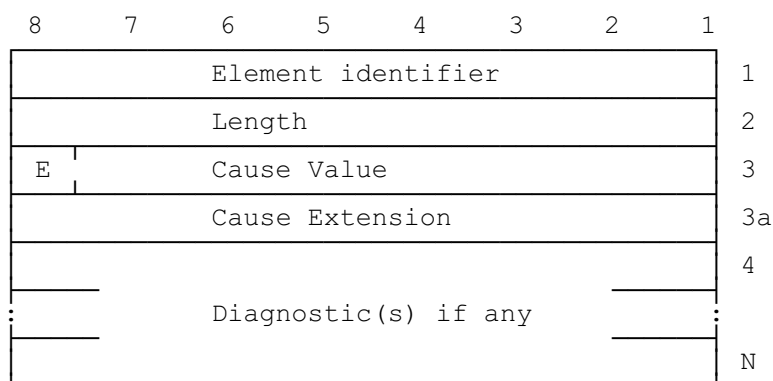 8 7 6 5 4 3 2 1
Element identifier 1
Length 2
E Cause Value 3
Cause Extension 3a
4
: Diagnostic(s) if any :
N